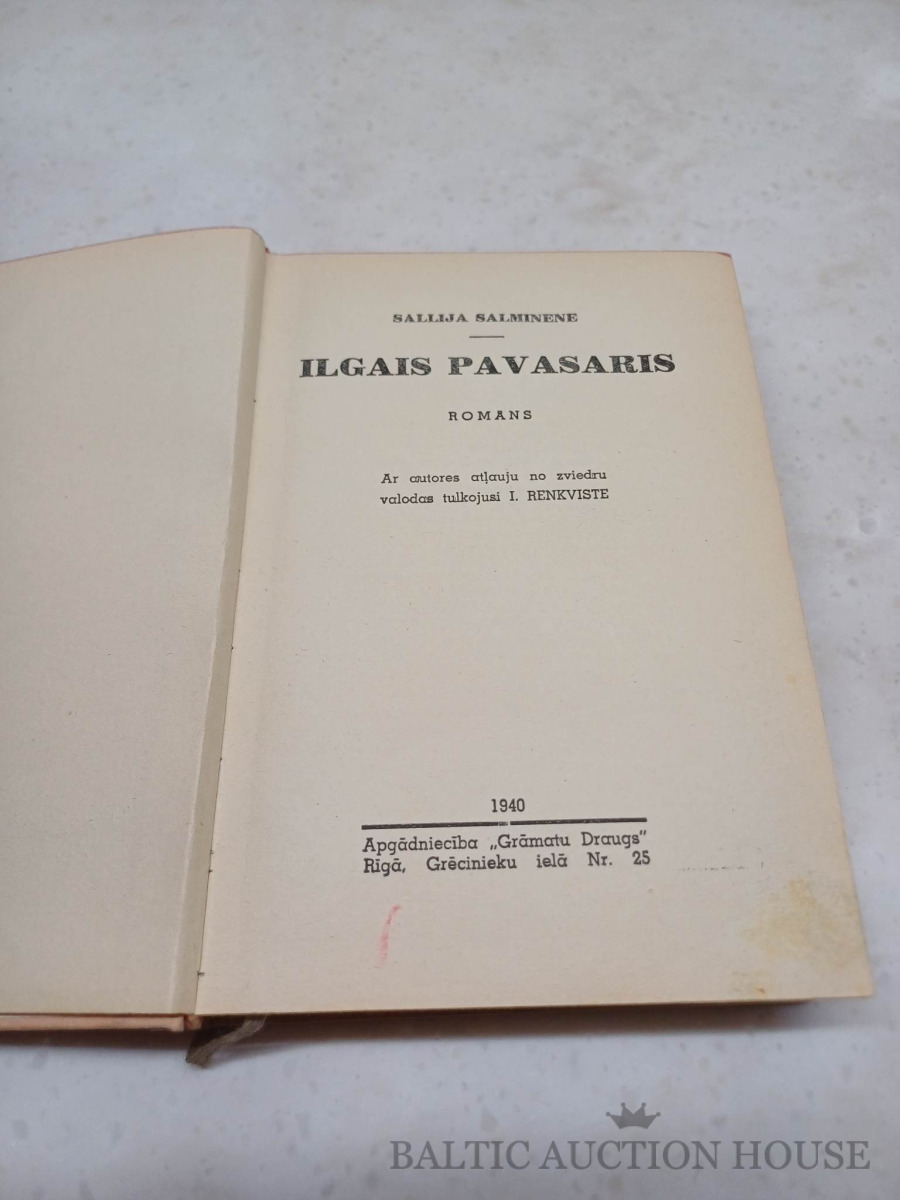 SALLIJA SALMINENE
ILGAIS PAVASARIS
ROMANS
Ar autores atļauju no zviedru
valodas tulkojusi I. RENKVISTE
1940
Apgādniecība „Grāmatu Draugs"
Rīgā, Grēcinieku ielā Nr. 25
BALTIC AUCTION HOUSE